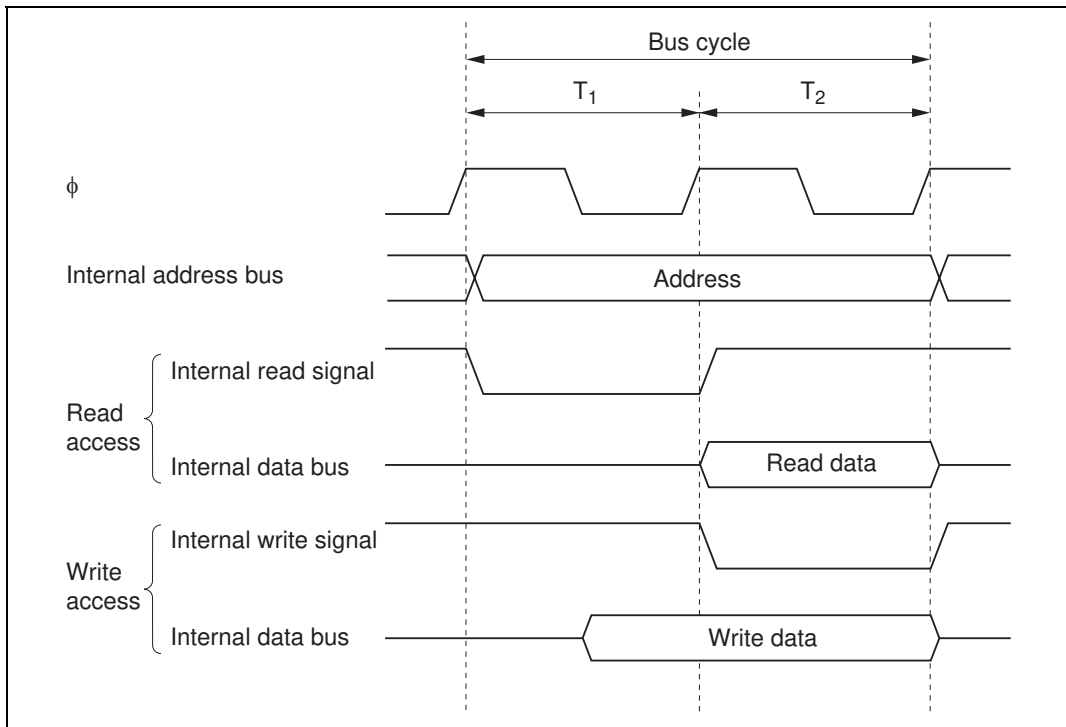 Bus cycle
T₁ T₂
φ
Internal address bus Address
Read access Internal read signal
Internal data bus Read data
Write access Internal write signal
Internal data bus Write data